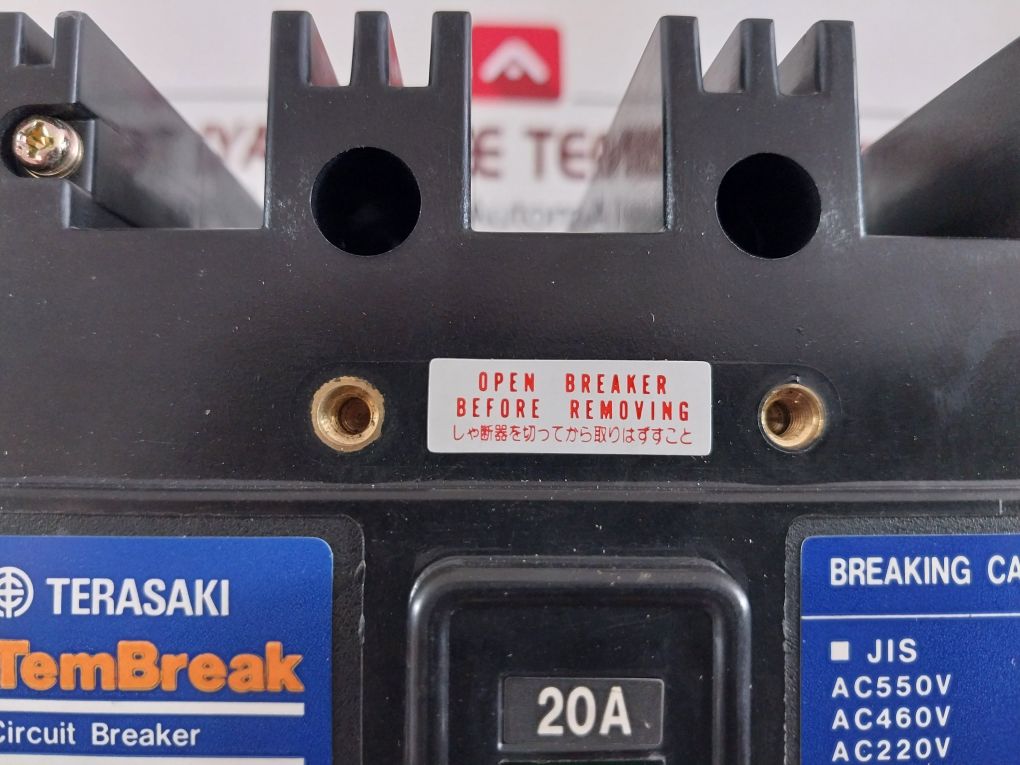 OPEN BREAKER
BEFORE REMOVING
しゃ断器を切ってから取りはずすこと
TERASAKI
TemBreak
Circuit Breaker
20A
BREAKING CA
■ JIS
AC550V
AC460V
AC220V